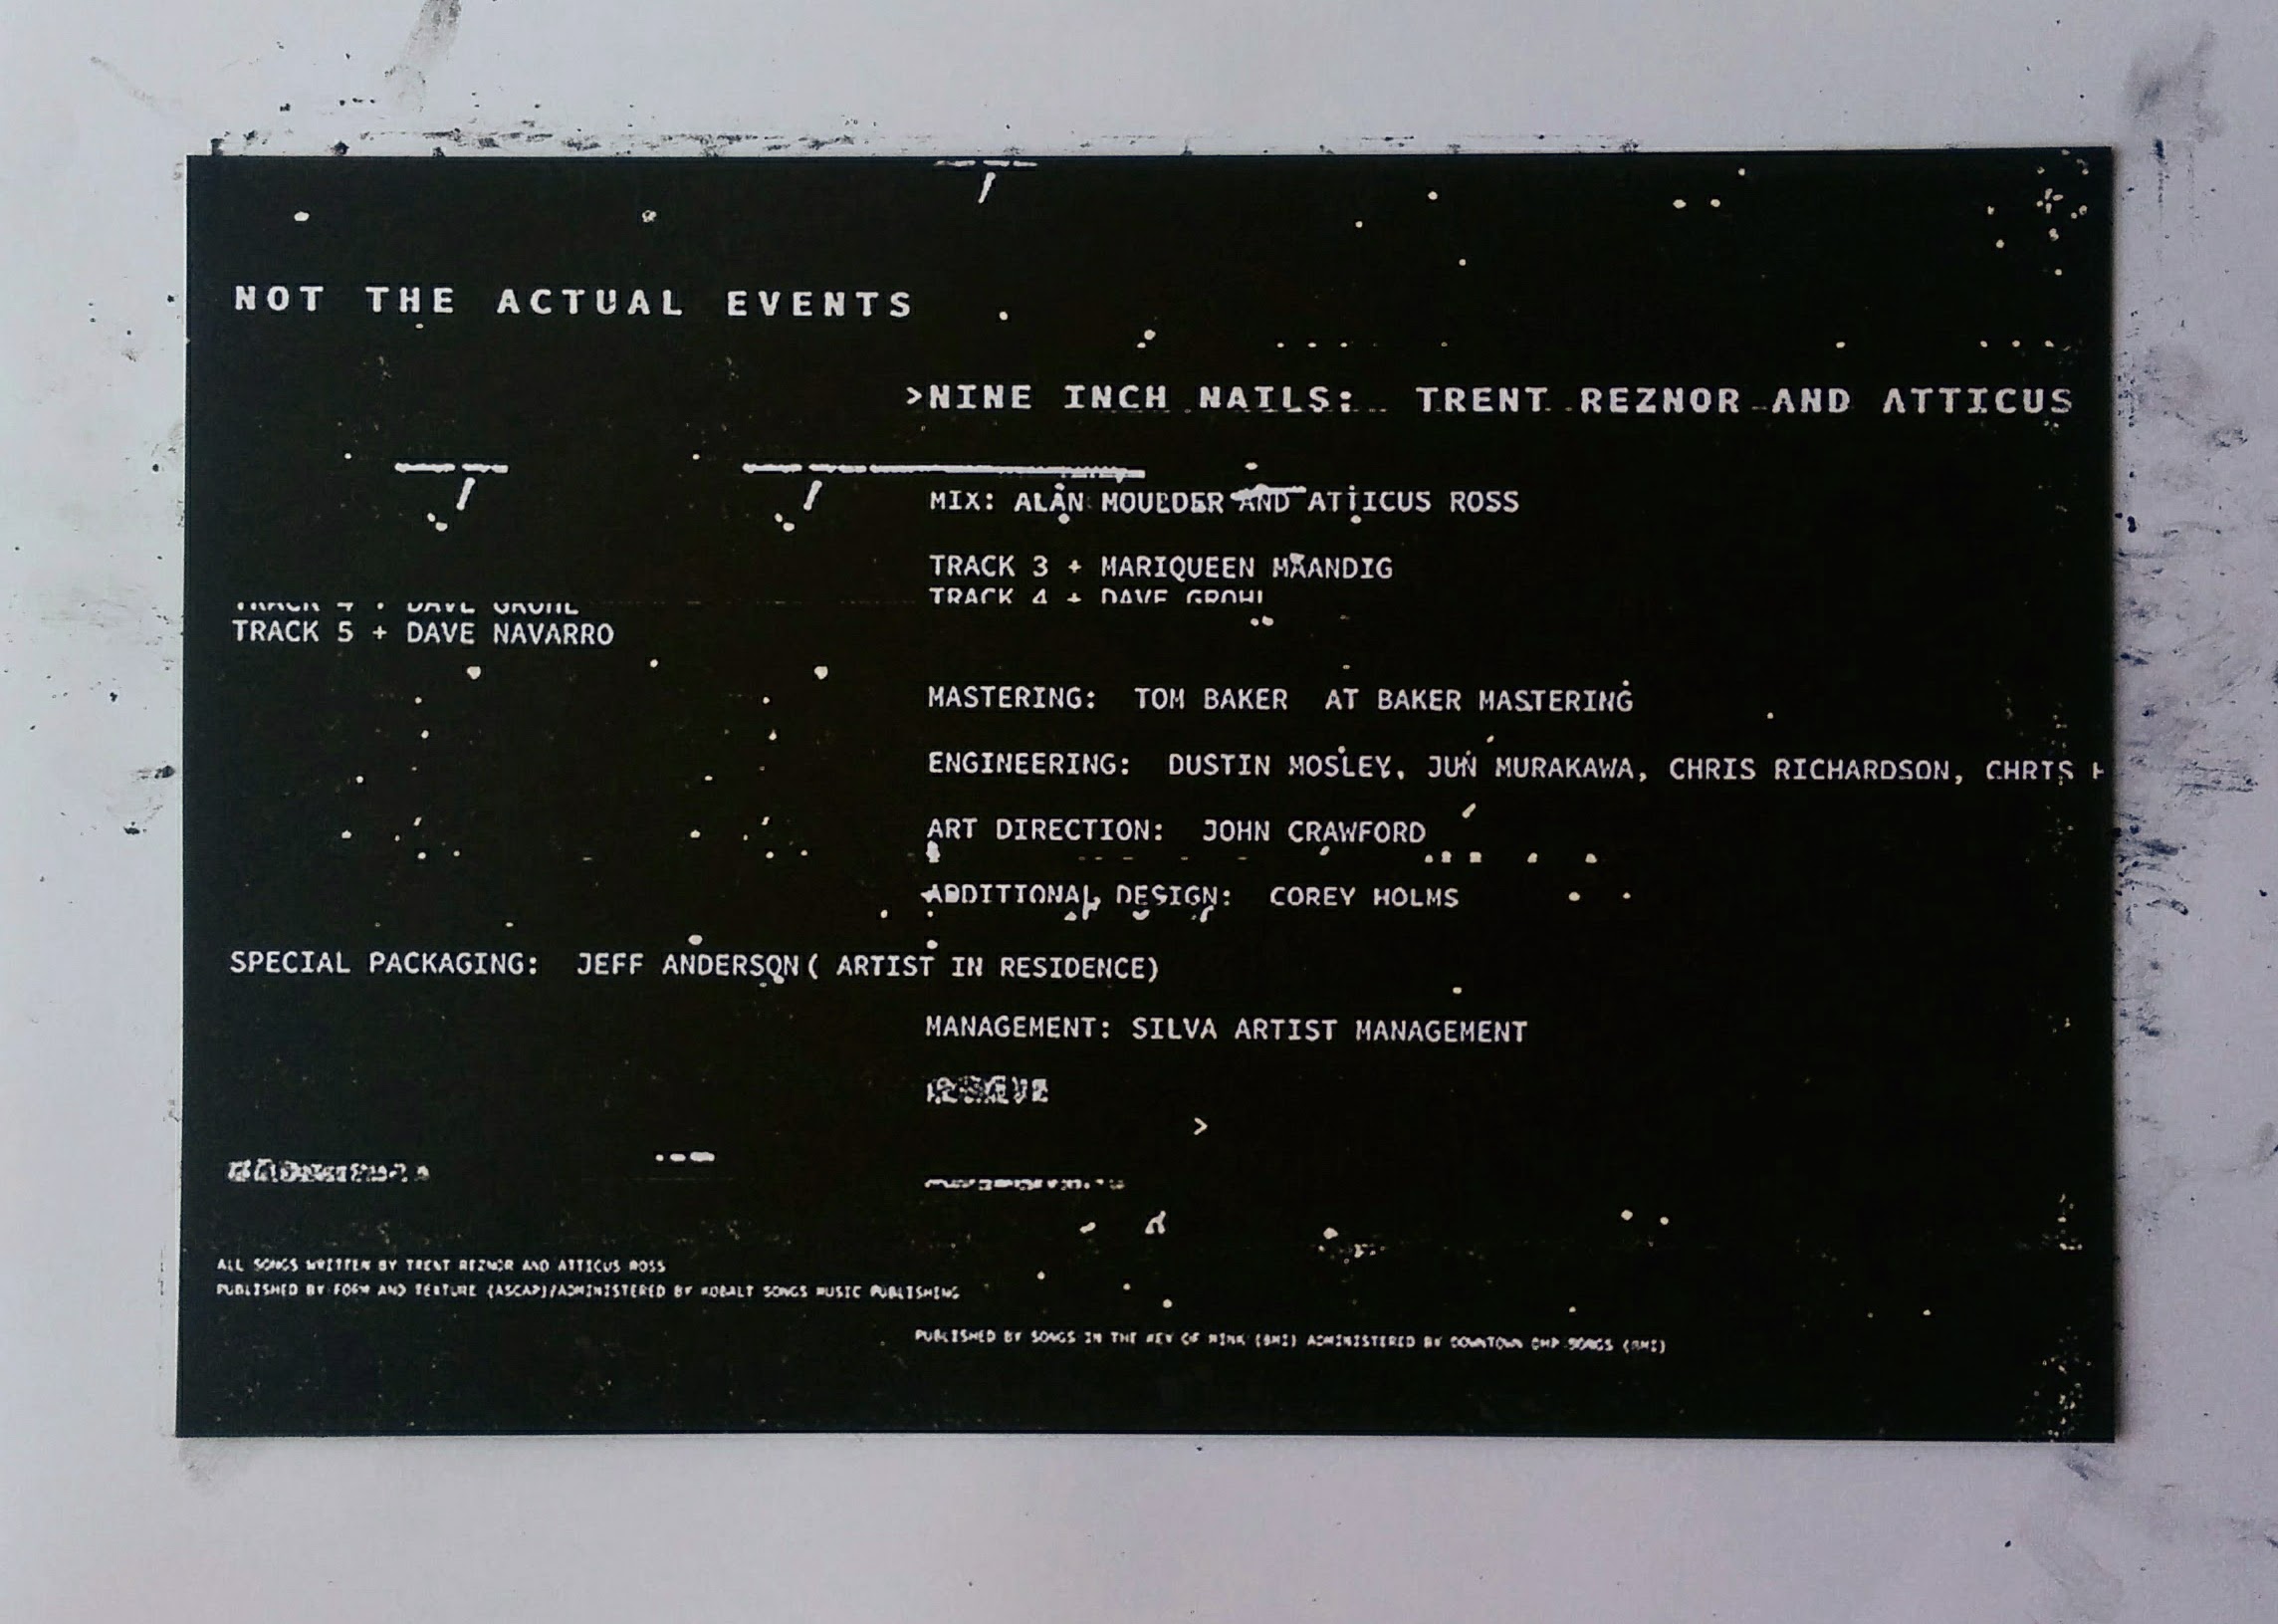 NOT THE ACTUAL EVENTS
>NINE INCH NAILS: TRENT REZNOR AND ATTICUS
MIX: ALAN MOULDER AND ATTICUS ROSS
TRACK 3 + MARIQUEEN MAANDIG
TRACK 4 + DAVE GROHL
TRACK 4 + DAVE GROHL
TRACK 5 + DAVE NAVARRO
MASTERING: TOM BAKER AT BAKER MASTERING
ENGINEERING: DUSTIN MOSLEY, JUN MURAKAWA, CHRIS RICHARDSON, CHRIS
ART DIRECTION: JOHN CRAWFORD
ADDITIONAL DESIGN: COREY HOLMS
SPECIAL PACKAGING: JEFF ANDERSON( ARTIST IN RESIDENCE)
MANAGEMENT: SILVA ARTIST MANAGEMENT
>
ALL SONGS WRITTEN BY TRENT REZNOR AND ATTICUS ROSS
PUBLISHED BY FORM AND TEXTURE (ASCAP)/ADMINISTERED BY KOBALT SONGS MUSIC PUBLISHING
PUBLISHED BY SONGS IN THE KEY OF MINK (BMI) ADMINISTERED BY DOWNTOWN DMP SONGS (BMI)